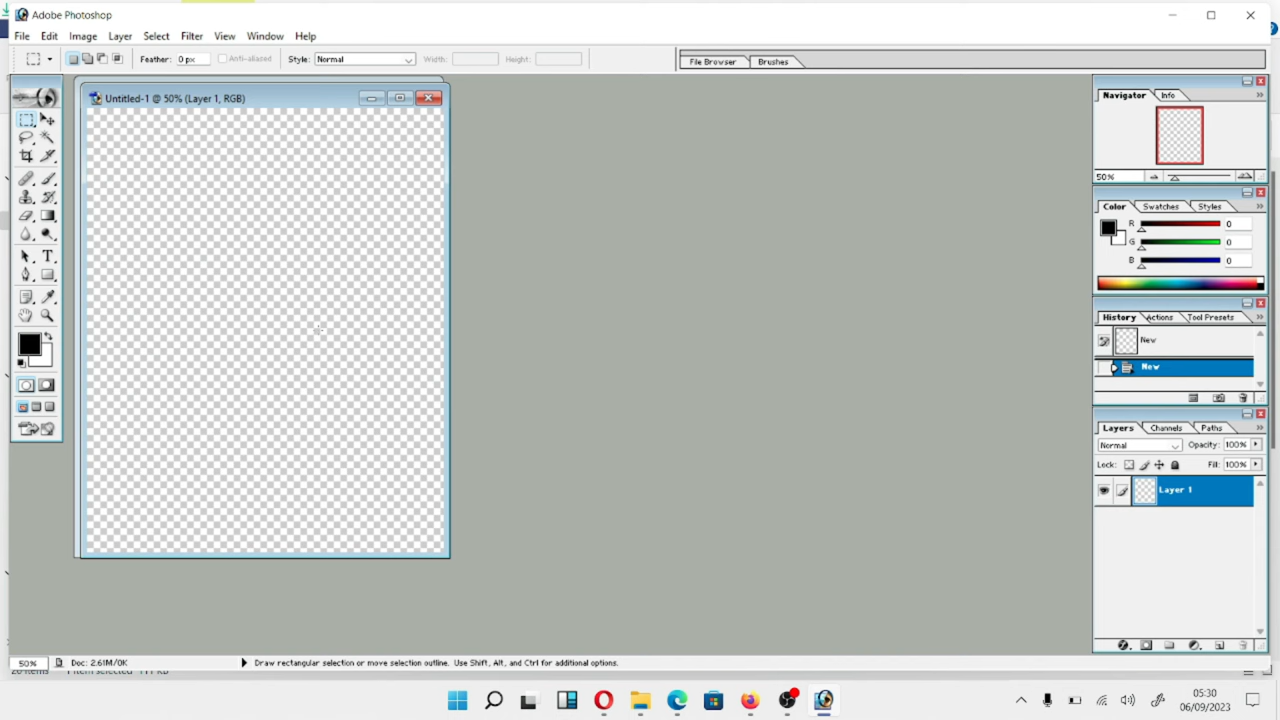 Adobe Photoshop
File Edit Image Layer Select Filter View Window Help
Feather: 0 px Anti-aliased Style: Normal Width: Height: File Browser Brushes
Untitled-1 @ 50% (Layer 1, RGB)
Navigator Info
50%
Color Swatches Styles
R 0
G 0
B 0
History Actions Tool Presets
New
New
Layers Channels Paths
Normal Opacity: 100%
Lock: Fill: 100%
Layer 1
50% Doc: 2.61M/0K Draw rectangular selection or move selection outline. Use Shift, Alt, and Ctrl for additional options.
05:30
06/09/2023